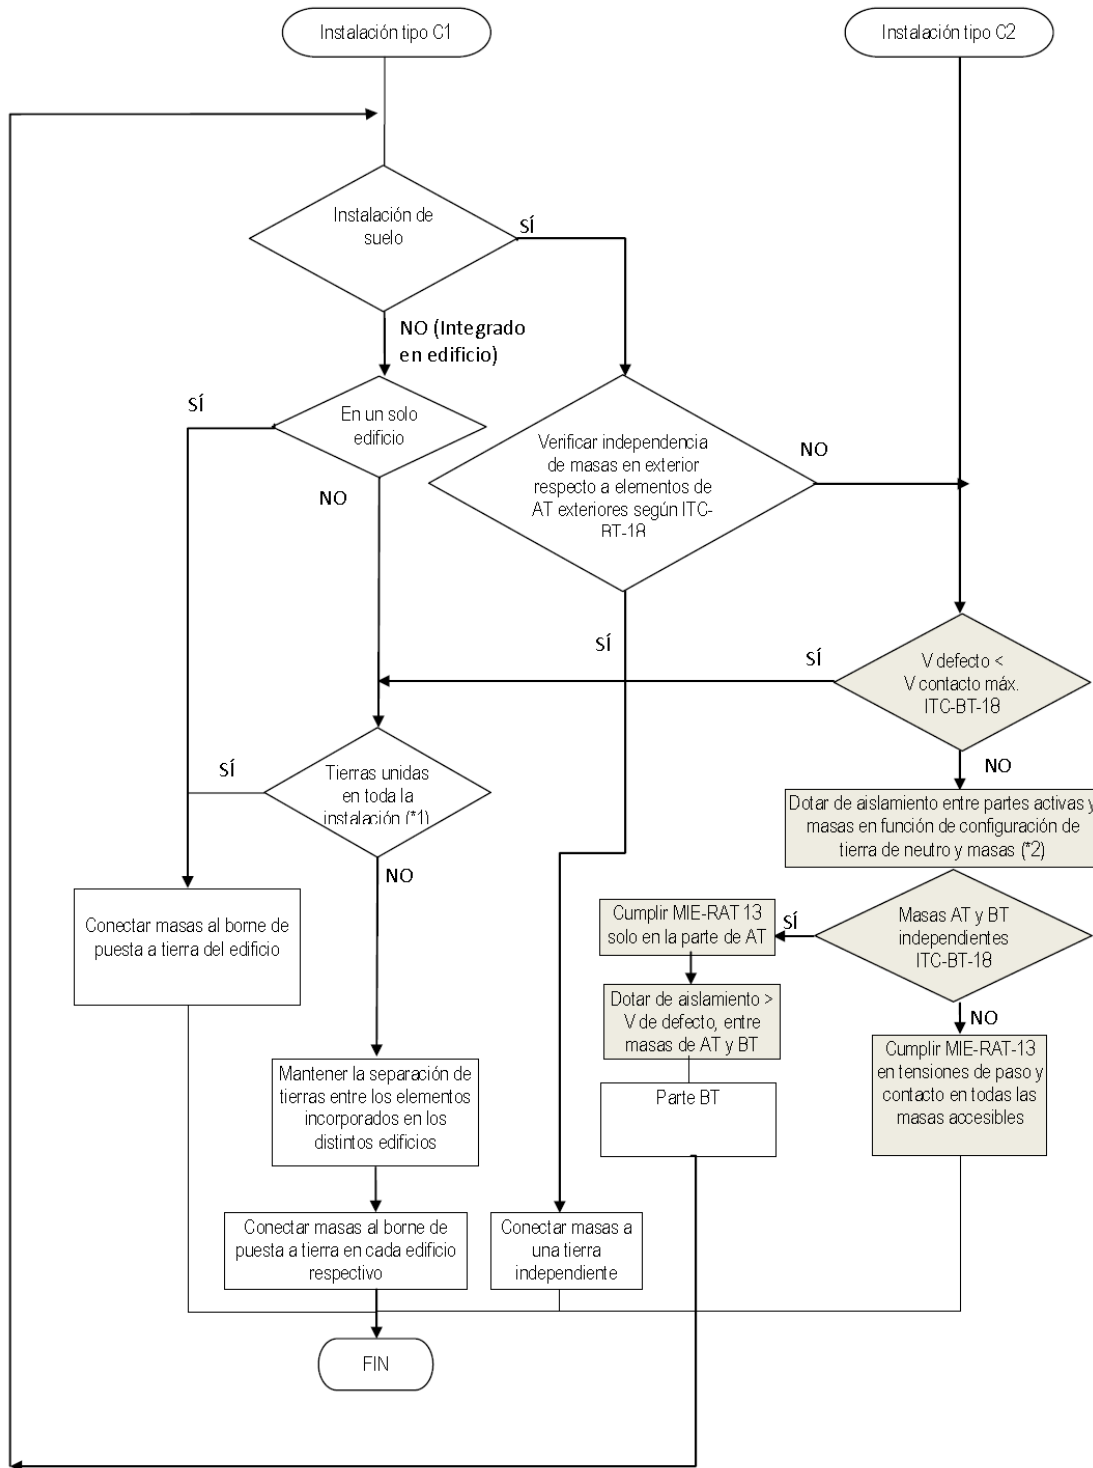 Instalación tipo C1
Instalación tipo C2
Instalación de
suelo
SÍ
NO (Integrado
en edificio)
SÍ
En un solo
edificio
NO
Verificar independencia
de masas en exterior
respecto a elementos de
AT exteriores según ITC-
BT-18
NO
SÍ
SÍ
V defecto <
V contacto máx.
ITC-BT-18
NO
SÍ
Tierras unidas
en toda la
instalación (*1)
NO
Dotar de aislamiento entre partes activas y
masas en función de configuración de
tierra de neutro y masas (*2)
Conectar masas al borne de
puesta a tierra del edificio
Cumplir MIE-RAT 13
solo en la parte de AT
SÍ
Masas AT y BT
independientes
ITC-BT-18
NO
Dotar de aislamiento >
V de defecto, entre
masas de AT y BT
Cumplir MIE-RAT-13
en tensiones de paso y
contacto en todas las
masas accesibles
Mantener la separación de
tierras entre los elementos
incorporados en los
distintos edificios
Parte BT
Conectar masas al borne de
puesta a tierra en cada edificio
respectivo
Conectar masas a
una tierra
independiente
FIN